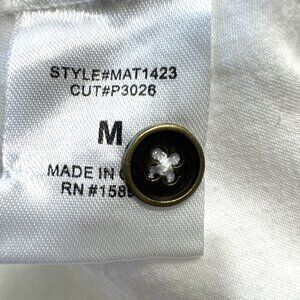 STYLE#MAT1423
CUT#P3026
M
MADE IN
RN #158